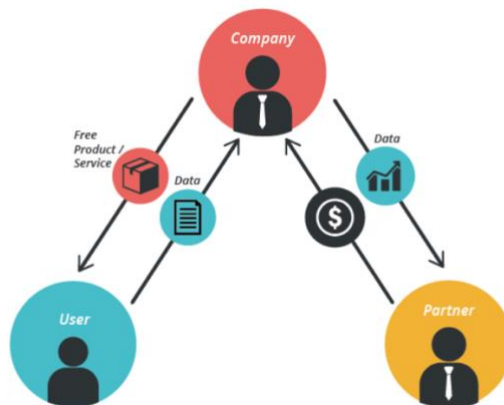 Company
Free
Product /
Service
Data
Data
$
User
Partner